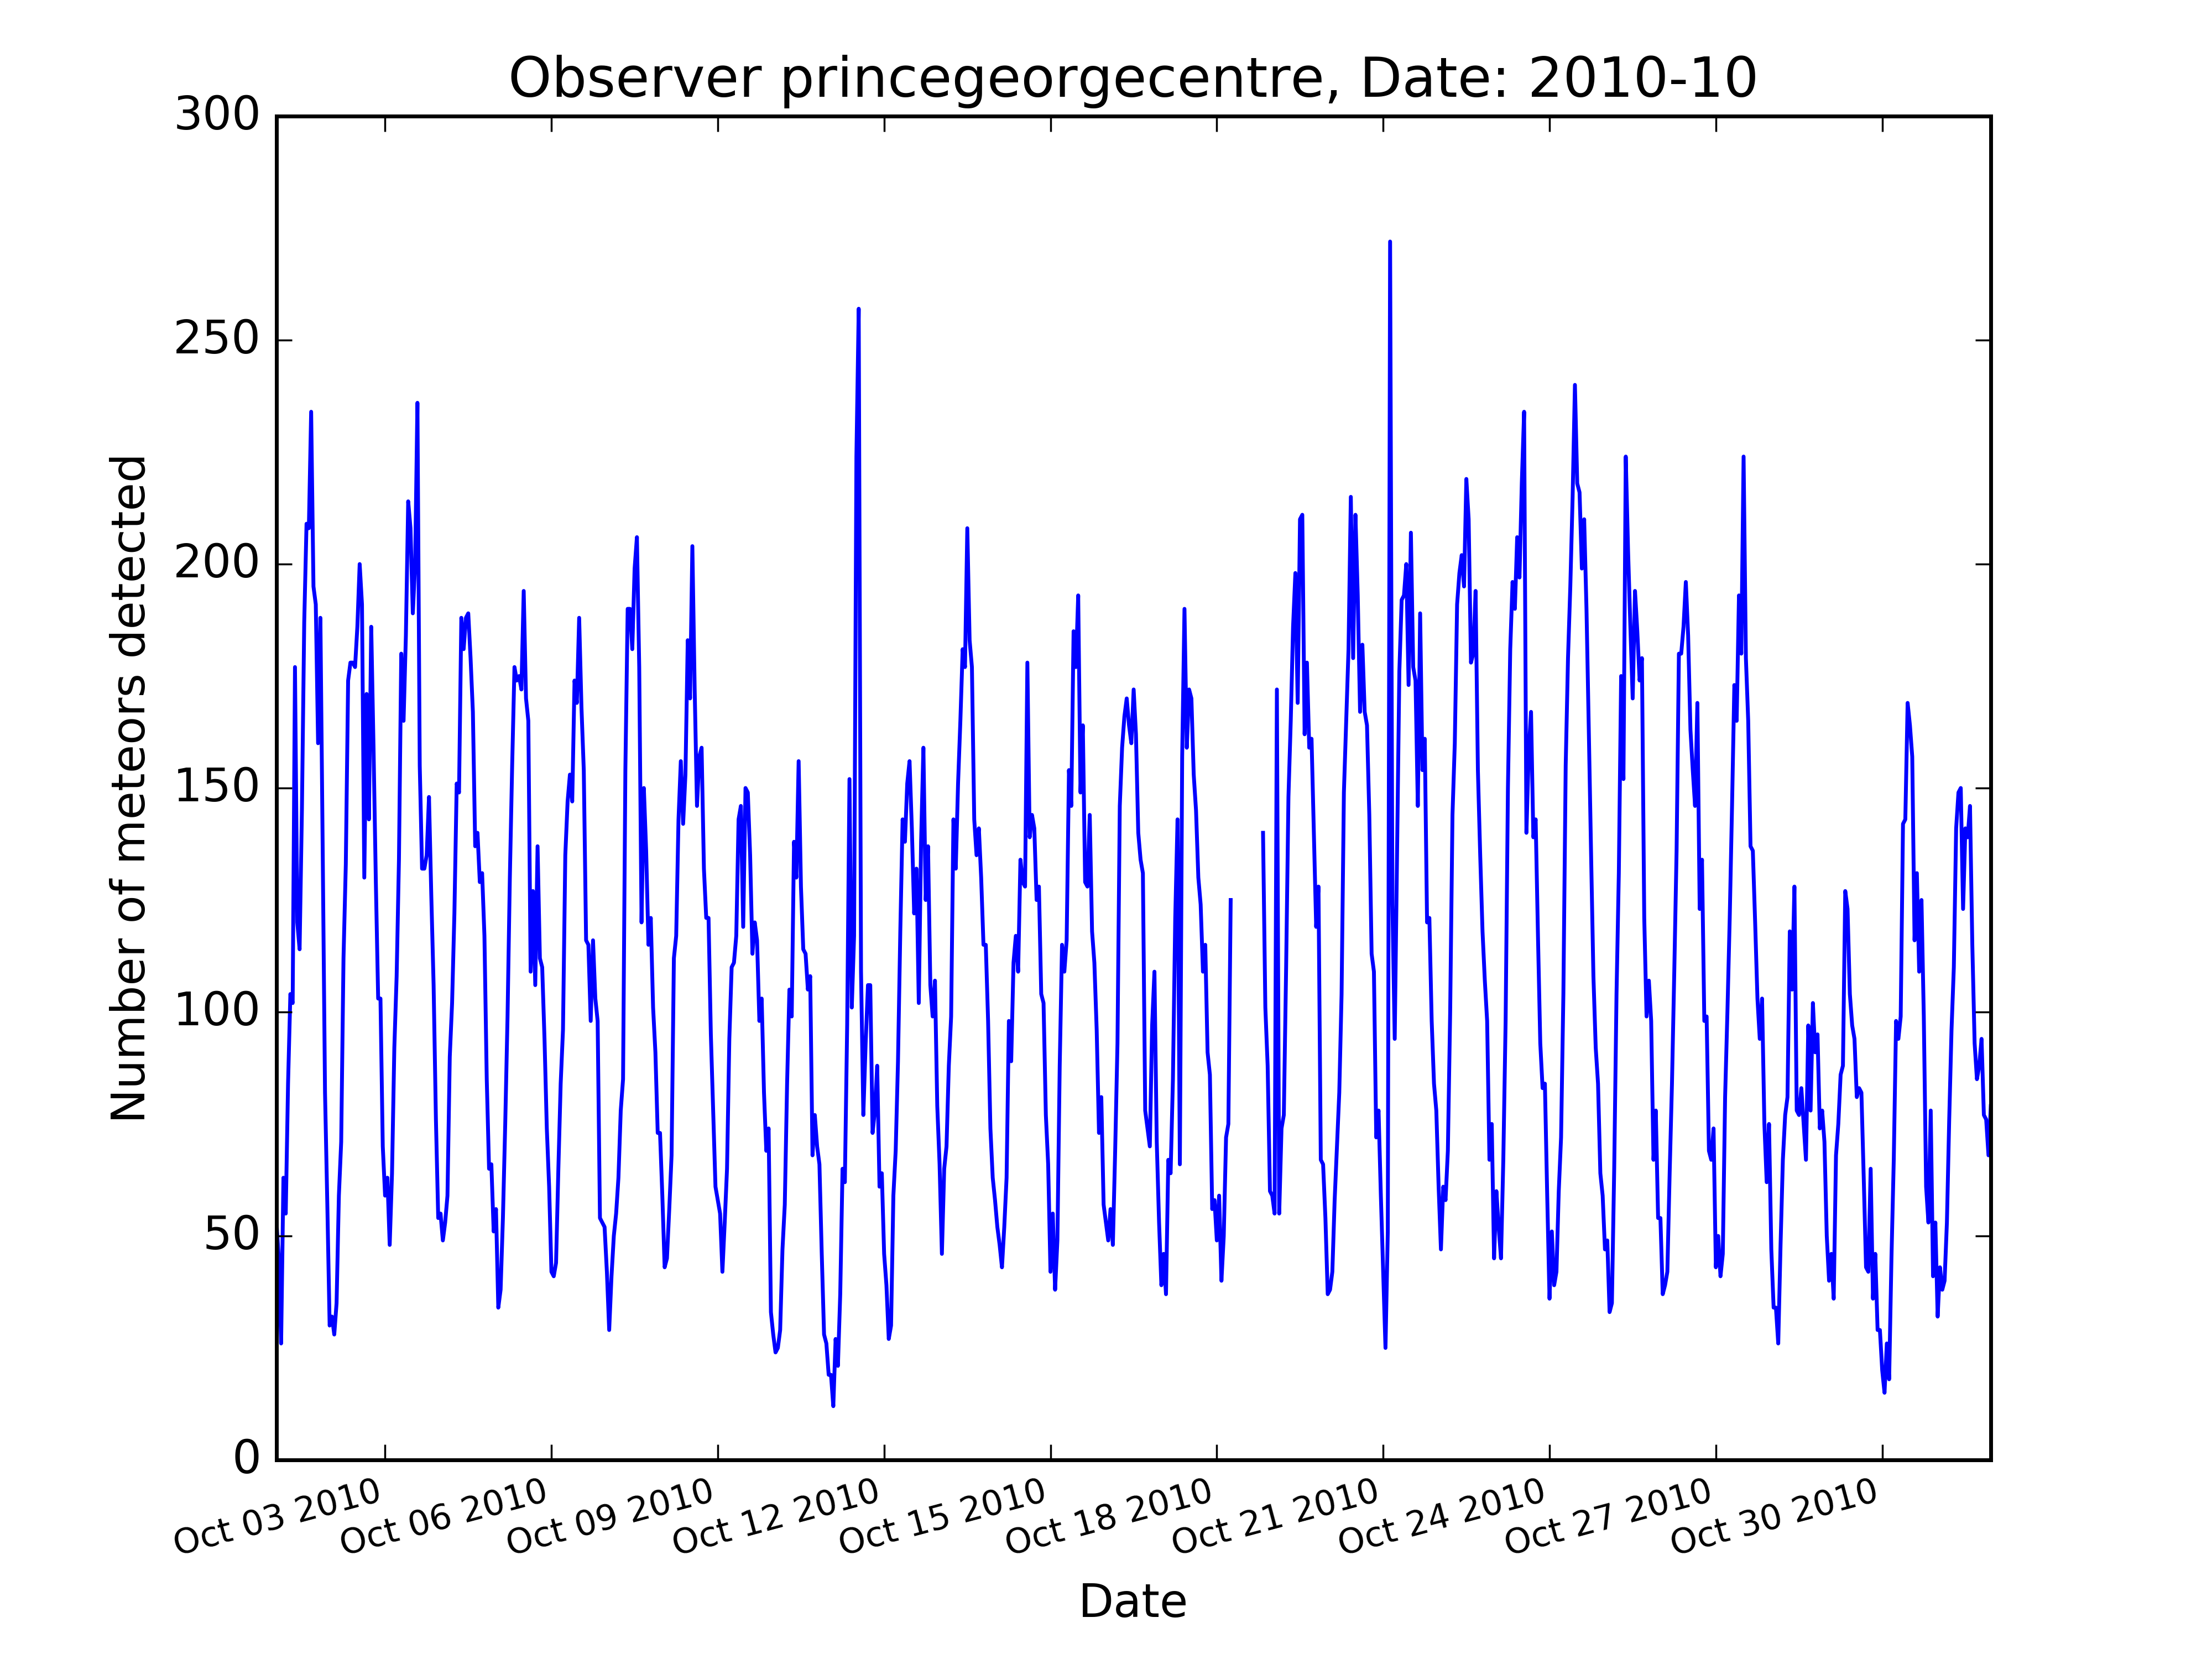 Observer princegeorgecentre, Date: 2010-10
Number of meteors detected
300
250
200
150
100
50
0
Oct 03 2010
Oct 06 2010
Oct 09 2010
Oct 12 2010
Oct 15 2010
Oct 18 2010
Oct 21 2010
Oct 24 2010
Oct 27 2010
Oct 30 2010
Date